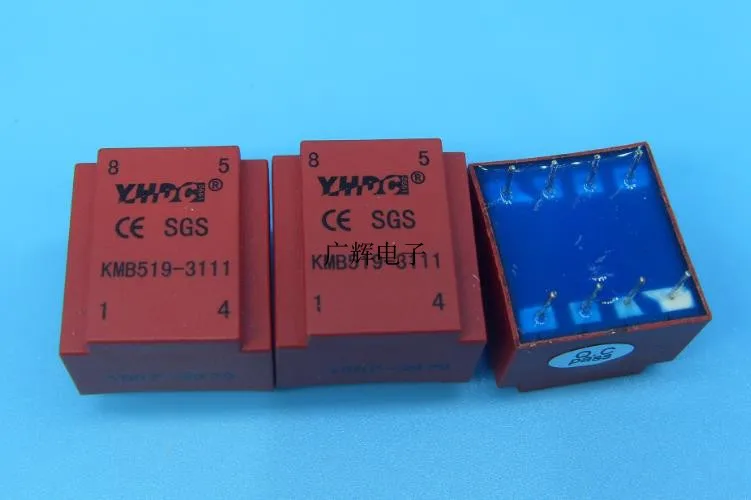 8 5
YHDC®
CE SGS
KMB519-3111
1 4
8 5
YHDC®
CE SGS
KMB519-3111
1 4
广辉电子
Q.C
pass